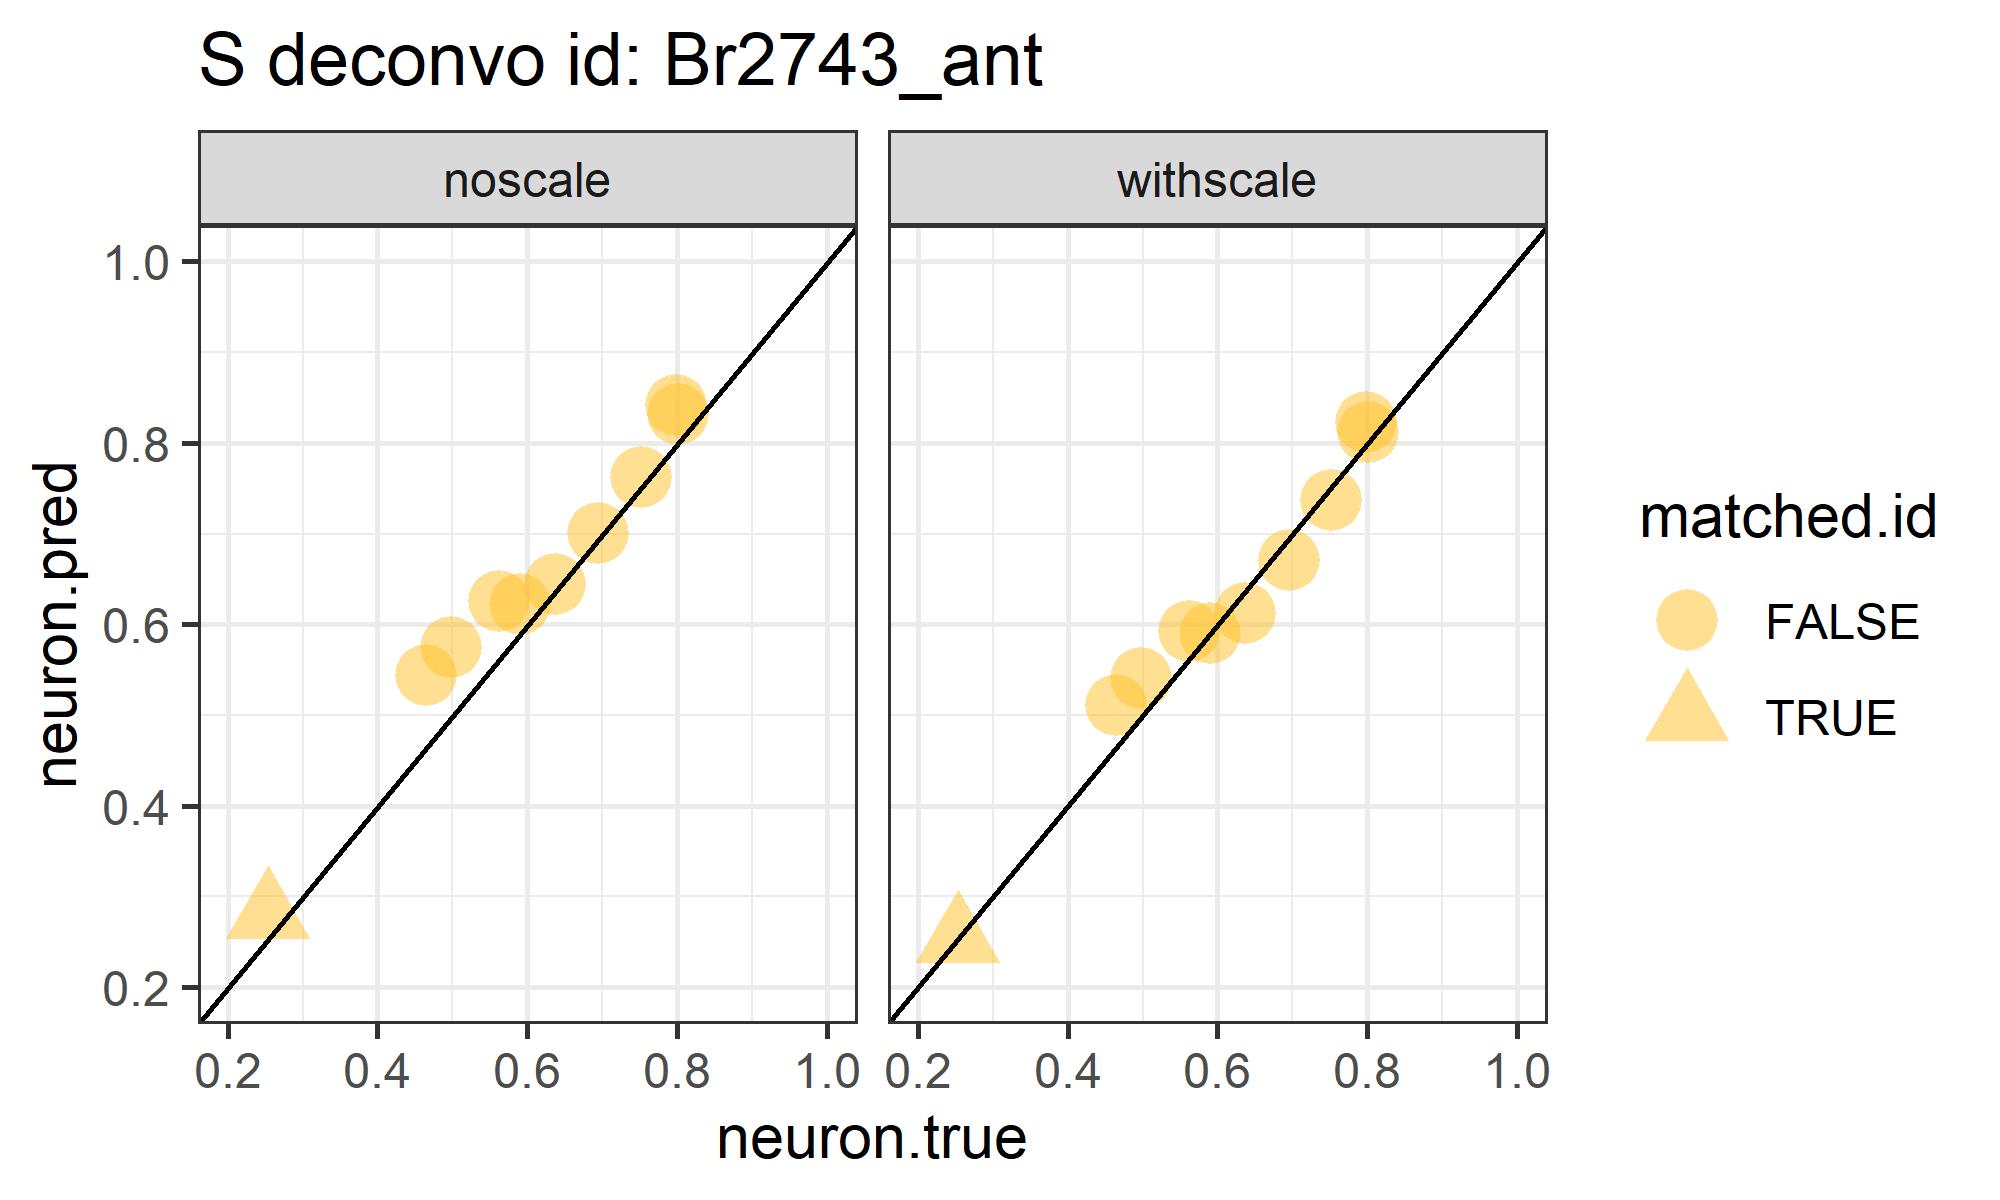 S deconvo id: Br2743_ant
noscale
withscale
neuron.pred
1.0
0.8
0.6
0.4
0.2
0.2 0.4 0.6 0.8 1.0
0.2 0.4 0.6 0.8 1.0
neuron.true
matched.id
FALSE
TRUE